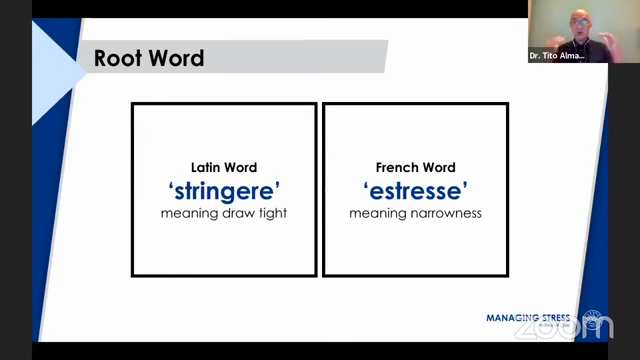 Root Word
Dr. Tito Alma...
Latin Word
‘stringere’
meaning draw tight
French Word
‘estresse’
meaning narrowness
MANAGING STRESS
zoom